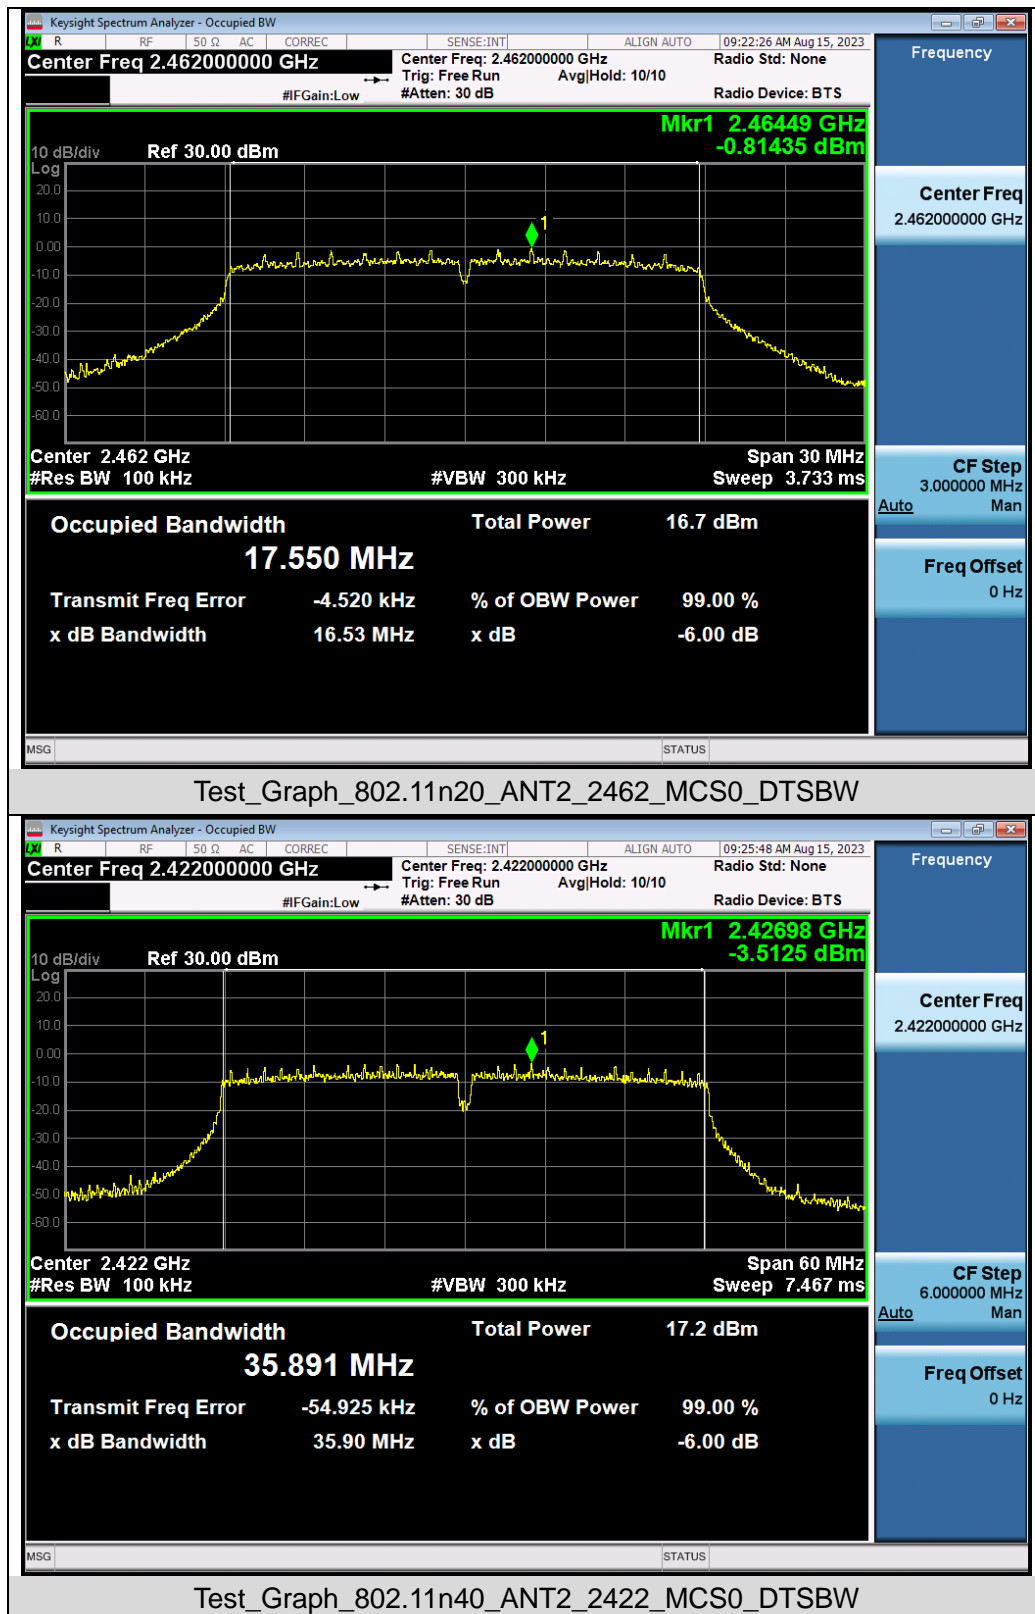 Keysight Spectrum Analyzer - Occupied BW
LXI R RF 50 Ω AC CORREC SENSE:INT ALIGN AUTO 09:22:26 AM Aug 15, 2023
Center Freq 2.462000000 GHz
Center Freq: 2.462000000 GHz Radio Std: None
Trig: Free Run Avg|Hold: 10/10
#IFGain:Low #Atten: 30 dB Radio Device: BTS
Frequency
Mkr1 2.46449 GHz
10 dB/div Ref 30.00 dBm -0.81435 dBm
Log
20.0
10.0
0.00
-10.0
-20.0
-30.0
-40.0
-50.0
-60.0
1
Center Freq
2.462000000 GHz
Center 2.462 GHz Span 30 MHz
#Res BW 100 kHz #VBW 300 kHz Sweep 3.733 ms
CF Step
3.000000 MHz
Auto Man
Freq Offset
0 Hz
Occupied Bandwidth Total Power 16.7 dBm
17.550 MHz
Transmit Freq Error -4.520 kHz % of OBW Power 99.00 %
x dB Bandwidth 16.53 MHz x dB -6.00 dB
MSG STATUS
Test_Graph_802.11n20_ANT2_2462_MCS0_DTSBW
Keysight Spectrum Analyzer - Occupied BW
LXI R RF 50 Ω AC CORREC SENSE:INT ALIGN AUTO 09:25:48 AM Aug 15, 2023
Center Freq 2.422000000 GHz
Center Freq: 2.422000000 GHz Radio Std: None
Trig: Free Run Avg|Hold: 10/10
#IFGain:Low #Atten: 30 dB Radio Device: BTS
Frequency
Mkr1 2.42698 GHz
10 dB/div Ref 30.00 dBm -3.5125 dBm
Log
20.0
10.0
0.00
-10.0
-20.0
-30.0
-40.0
-50.0
-60.0
1
Center Freq
2.422000000 GHz
Center 2.422 GHz Span 60 MHz
#Res BW 100 kHz #VBW 300 kHz Sweep 7.467 ms
CF Step
6.000000 MHz
Auto Man
Freq Offset
0 Hz
Occupied Bandwidth Total Power 17.2 dBm
35.891 MHz
Transmit Freq Error -54.925 kHz % of OBW Power 99.00 %
x dB Bandwidth 35.90 MHz x dB -6.00 dB
MSG STATUS
Test_Graph_802.11n40_ANT2_2422_MCS0_DTSBW